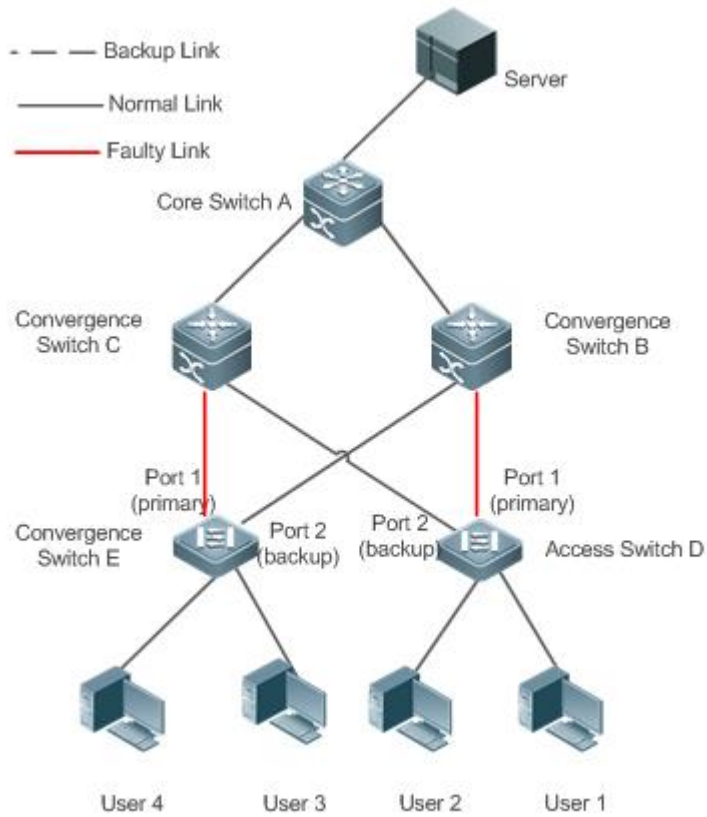 Backup Link
Normal Link
Faulty Link
Server
Core Switch A
Convergence
Switch C
Convergence
Switch B
Port 1
(primary)
Port 1
(primary)
Convergence
Switch E
Port 2
(backup)
Port 2
(backup)
Access Switch D
User 4
User 3
User 2
User 1